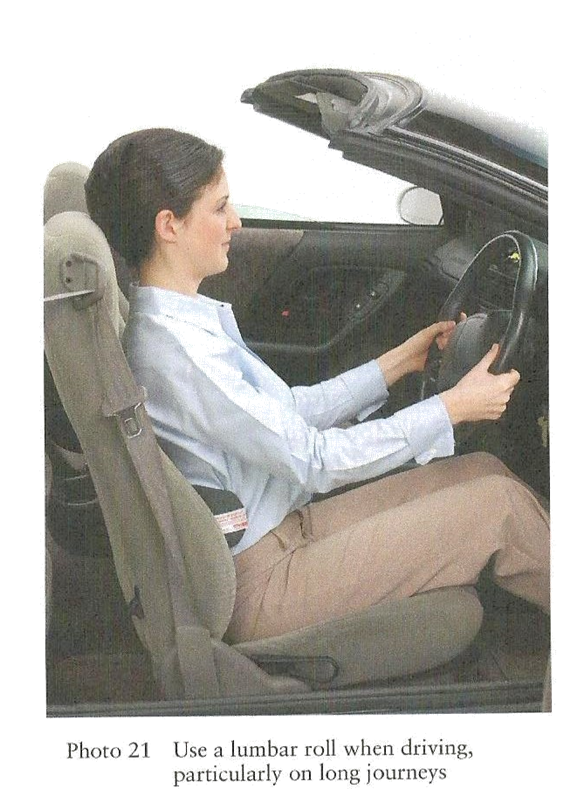 Photo 21 Use a lumbar roll when driving,
particularly on long journeys